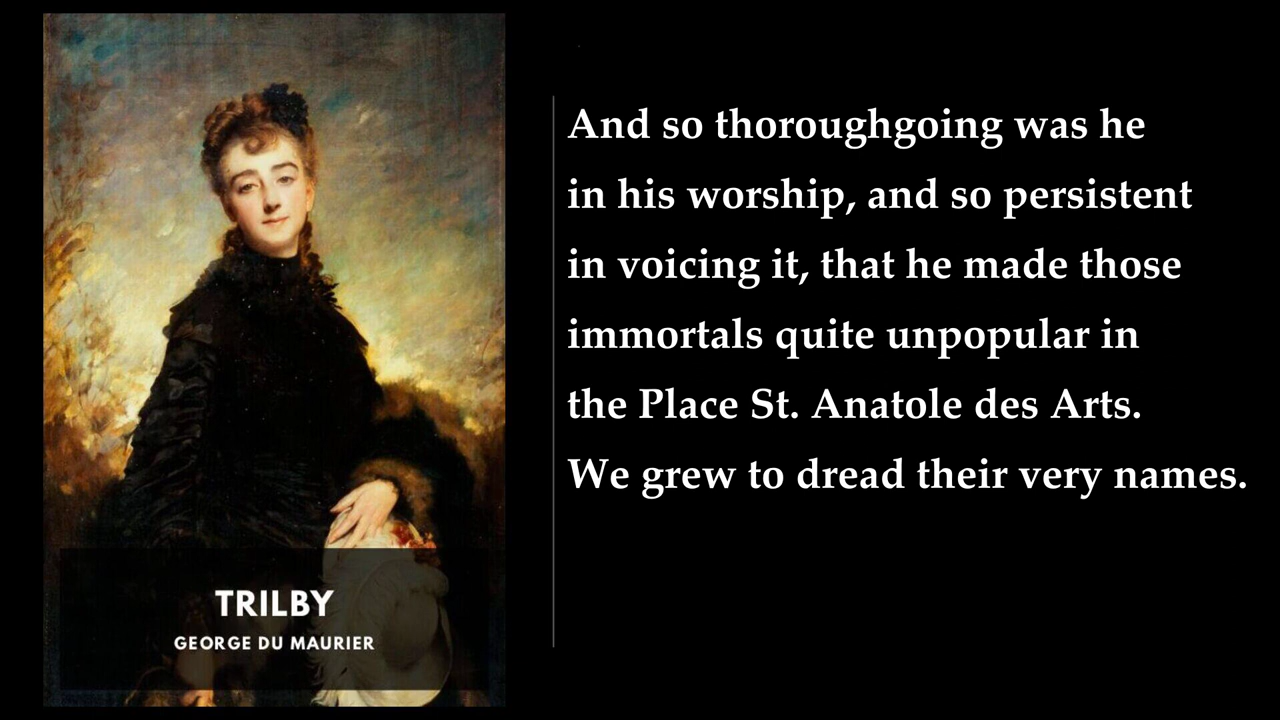 TRILBY
GEORGE DU MAURIER
And so thoroughgoing was he
in his worship, and so persistent
in voicing it, that he made those
immortals quite unpopular in
the Place St. Anatole des Arts.
We grew to dread their very names.